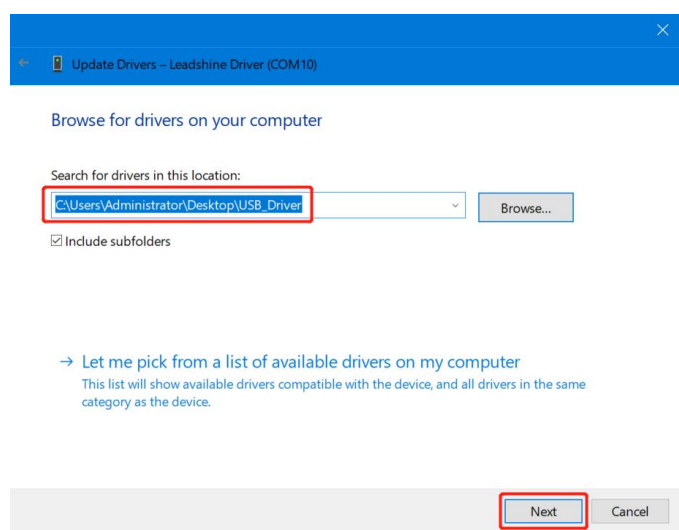 Update Drivers – Leadshine Driver (COM10)
Browse for drivers on your computer
Search for drivers in this location:
C:\Users\Administrator\Desktop\USB_Driver
Browse...
Include subfolders
Let me pick from a list of available drivers on my computer
This list will show available drivers compatible with the device, and all drivers in the same
category as the device.
Next
Cancel